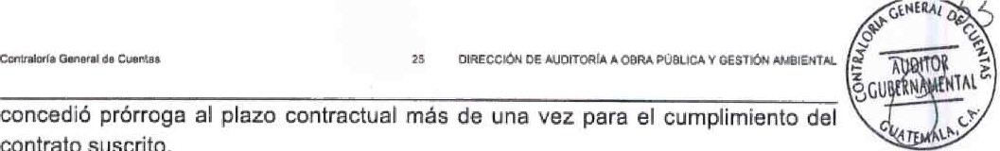 Contraloría General de Cuentas 25 DIRECCIÓN DE AUDITORÍA A OBRA PÚBLICA Y GESTIÓN AMBIENTAL
CONTRALORIA GENERAL DE CUENTAS
AUDITOR
GUBERNAMENTAL
GUATEMALA, C.A.
concedió prórroga al plazo contractual más de una vez para el cumplimiento del
contrato suscrito.